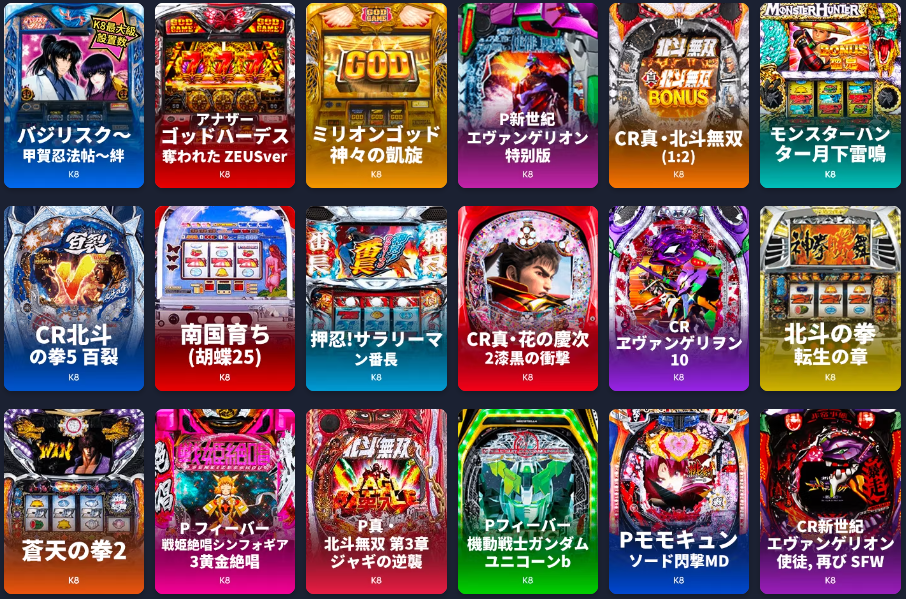 K8最大級
設置数
バジリスク〜
甲賀忍法帖〜絆
K8
GOD GAME
GOD GAME
777
アナザー
ゴッドハーデス
奪われた ZEUSver
K8
GOD GAME
GOD
ミリオンゴッド
神々の凱旋
K8
P新世紀
エヴァンゲリオン
特别版
K8
北斗無双
真北斗無双
BONUS
CR真・北斗無双
(1:2)
K8
MONSTER HUNTER
BONUS
モンスターハン
ター月下雷鳴
K8
百裂
CR北斗
の拳5 百裂
K8
南国育ち
(胡蝶25)
K8
番長
押忍!サラリーマ
ン番長
K8
CR真・花の慶次
2漆黒の衝撃
K8
CR
ヱヴァンゲリヲン
10
K8
北斗の拳
転生の章
K8
WIN
蒼天の拳2
K8
戦姫絶唱
P フィーバー
戦姫絶唱シンフォギア
3黄金絶唱
K8
北斗無双
P真・
北斗無双 第3章
ジャギの逆襲
K8
Pフィーバー
機動戦士ガンダム
ユニコーンb
K8
Pモモキュン
ソード閃撃MD
K8
CR新世紀
エヴァンゲリオン
使徒, 再び SFW
K8